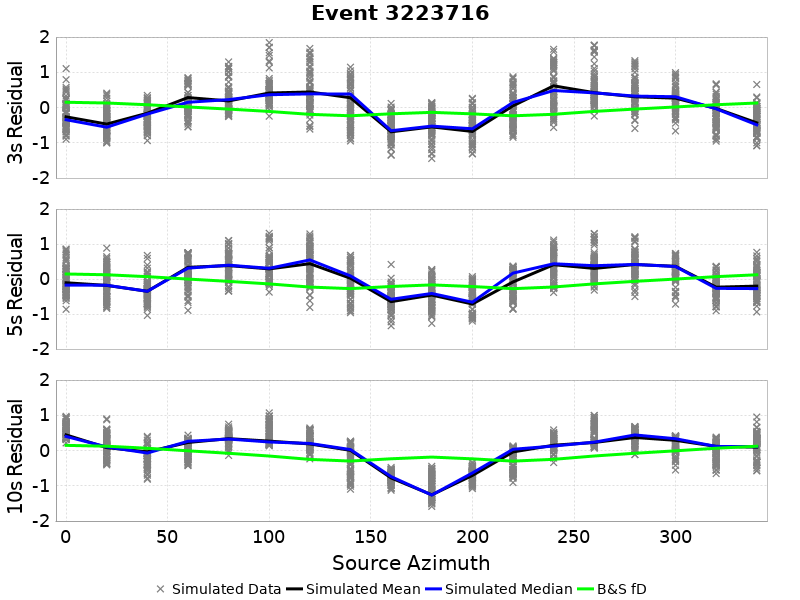 Event 3223716
3s Residual
2
1
0
-1
-2
5s Residual
2
1
0
-1
-2
10s Residual
2
1
0
-1
-2
0 50 100 150 200 250 300
Source Azimuth
Simulated Data Simulated Mean Simulated Median B&S fD